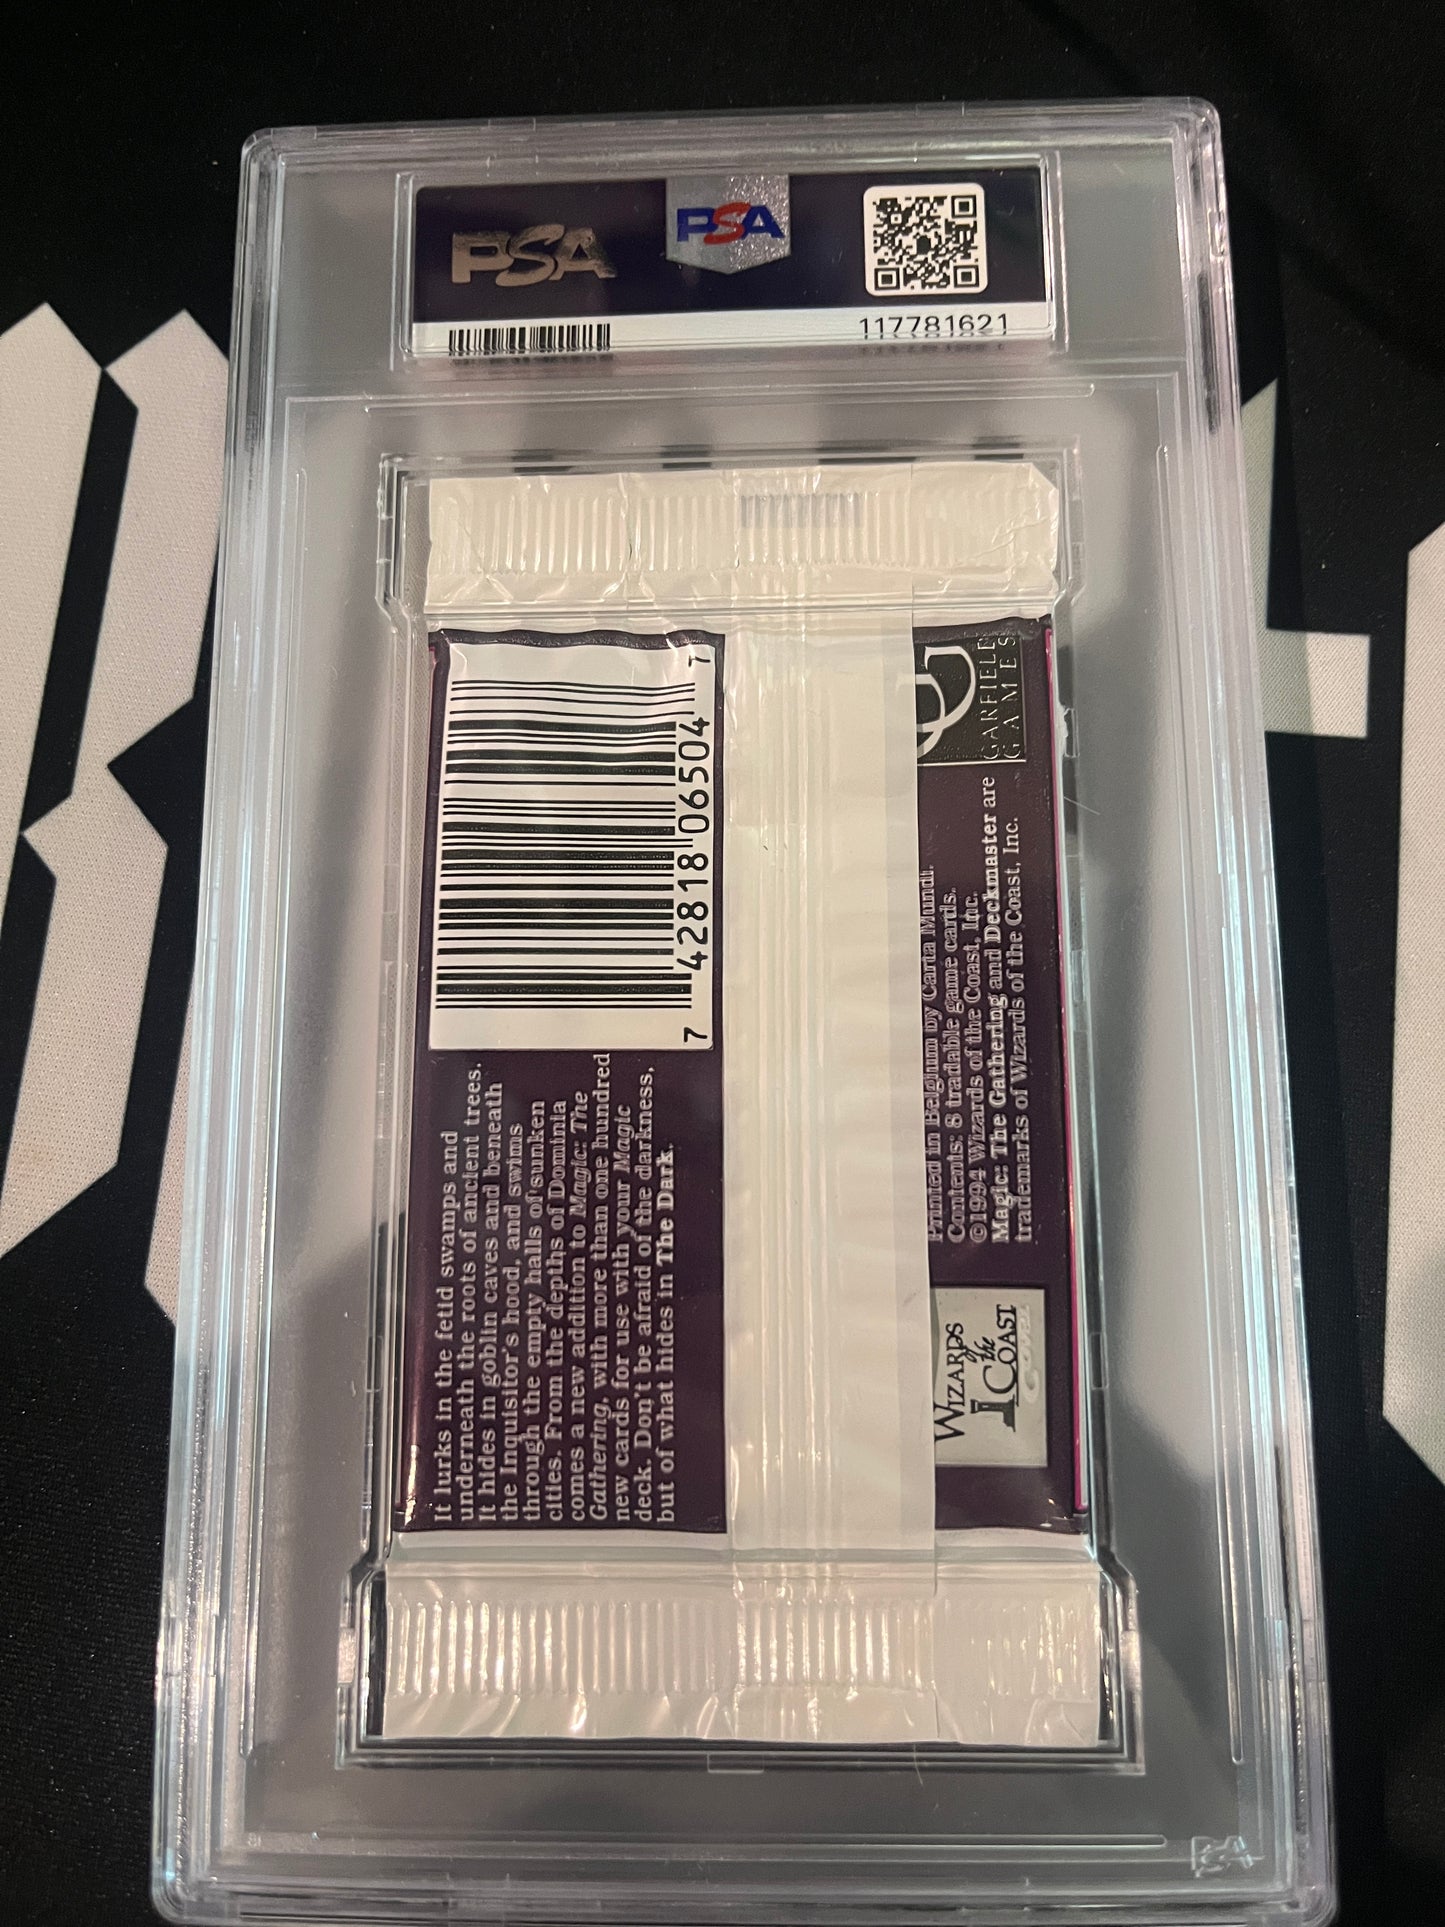 PSA
PSA
117781621
7 42818 06504 7
It lurks in the fetid swamps and
underneath the roots of ancient trees.
It hides in goblin caves and beneath
the Inquisitor's hood, and swims
through the empty halls of sunken
cities. From the depths of Dominia
comes a new addition to Magic: The
Gathering, with more than one hundred
new cards for use with your Magic
deck. Don't be afraid of the darkness,
but of what hides in The Dark.
GARFIELD
GAMES
Printed in Belgium by Carta Mundi.
Contents: 8 tradable game cards.
©1994 Wizards of the Coast, Inc.
Magic: The Gathering and Deckmaster are
trademarks of Wizards of the Coast, Inc.
WIZARDS
of the
COAST
PSA